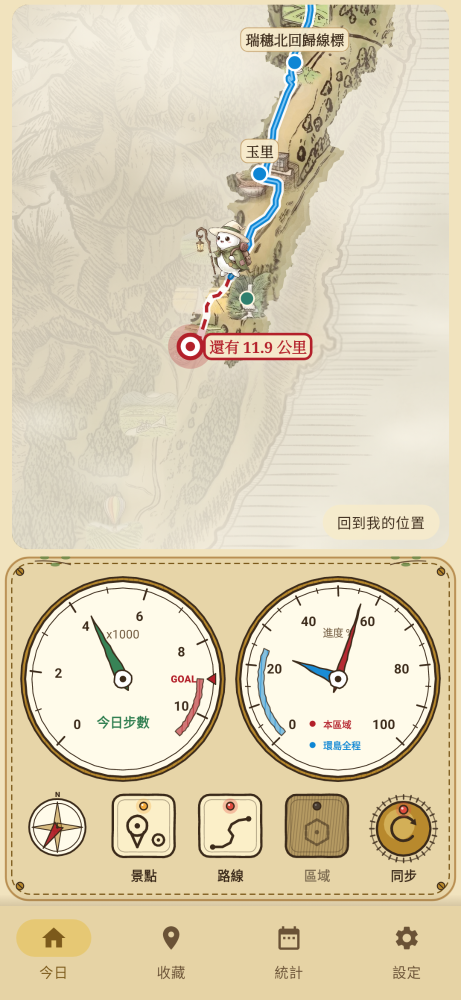 瑞穗北回歸線標
玉里
還有 11.9 公里
回到我的位置
0
2
4
6
8
10
x1000
GOAL
今日步數
0
20
40
60
80
100
進度 %
本區域
環島全程
N
景點
路線
區域
同步
今日
收藏
統計
設定